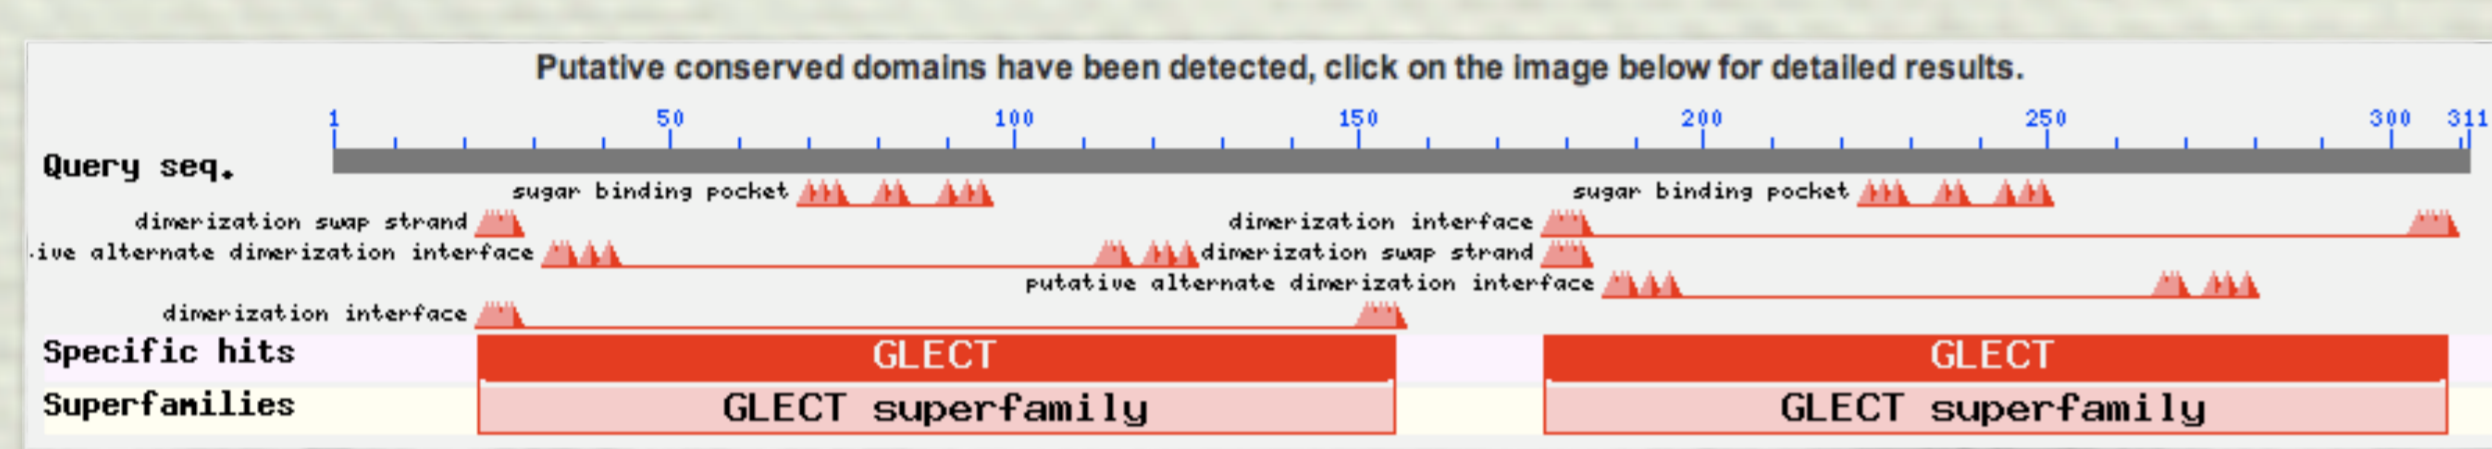 Putative conserved domains have been detected, click on the image below for detailed results.
1 50 100 150 200 250 300 311
Query seq.
sugar binding pocket sugar binding pocket
dimerization swap strand dimerization interface
ive alternate dimerization interface dimerization swap strand
putative alternate dimerization interface
dimerization interface
Specific hits GLECT GLECT
Superfamilies GLECT superfamily GLECT superfamily